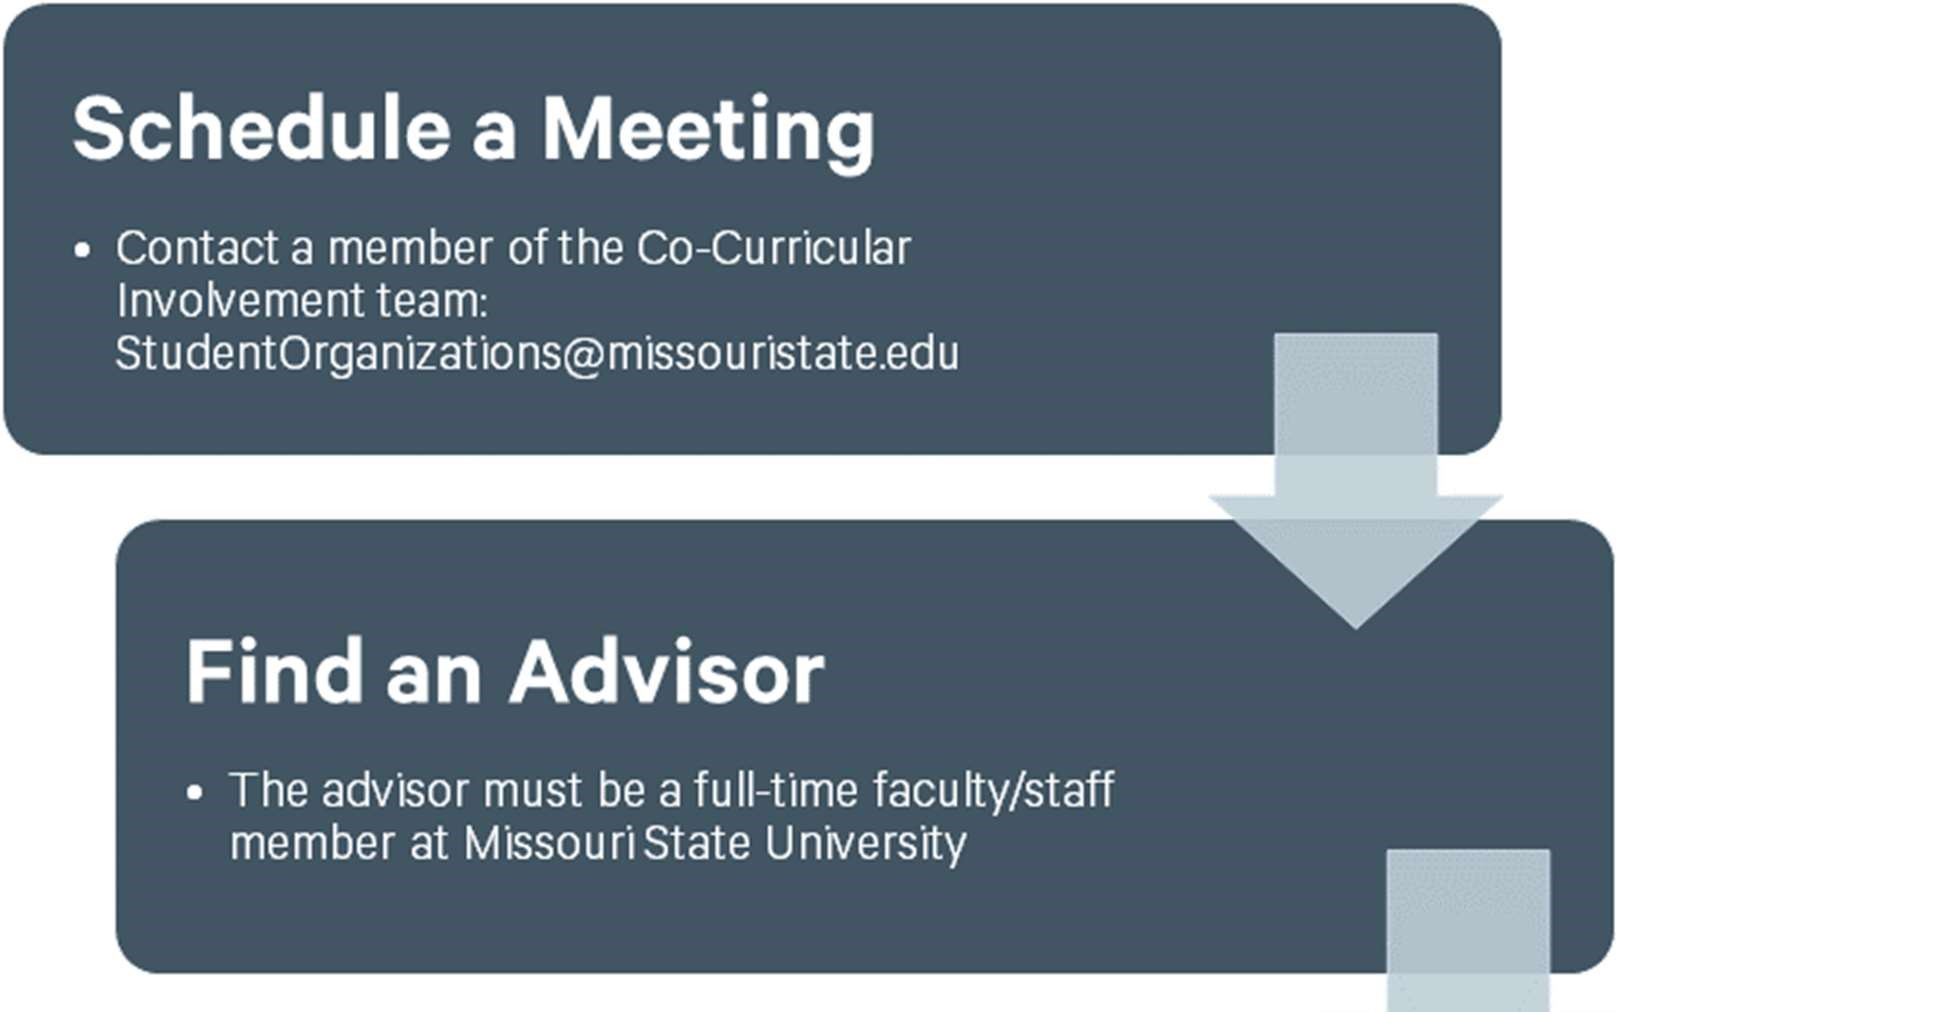 Schedule a Meeting
• Contact a member of the Co-Curricular
Involvement team:
StudentOrganizations@missouristate.edu
Find an Advisor
• The advisor must be a full-time faculty/staff
member at Missouri State University